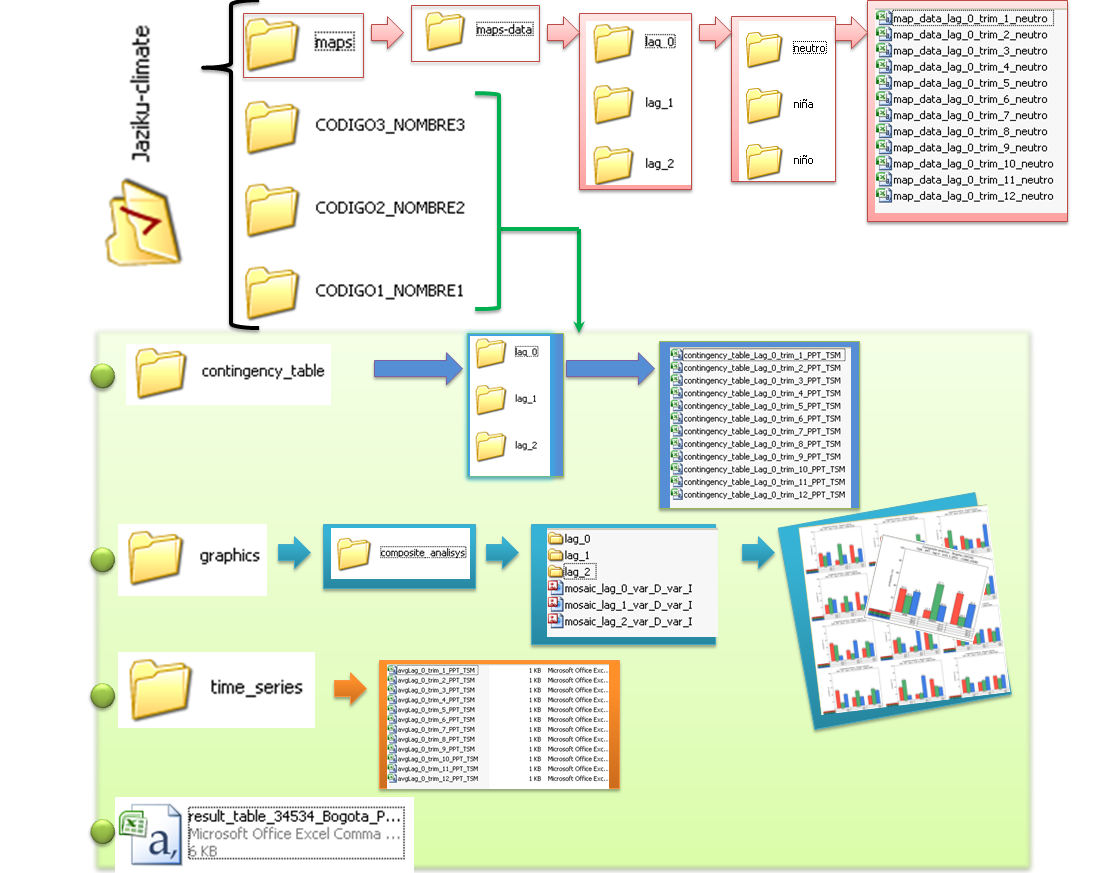 Jaziku-climate
maps
maps-data
lag_0
lag_1
lag_2
neutro
niña
niño
map_data_lag_0_trim_1_neutro
map_data_lag_0_trim_2_neutro
map_data_lag_0_trim_3_neutro
map_data_lag_0_trim_4_neutro
map_data_lag_0_trim_5_neutro
map_data_lag_0_trim_6_neutro
map_data_lag_0_trim_7_neutro
map_data_lag_0_trim_8_neutro
map_data_lag_0_trim_9_neutro
map_data_lag_0_trim_10_neutro
map_data_lag_0_trim_11_neutro
map_data_lag_0_trim_12_neutro
CODIGO3_NOMBRE3
CODIGO2_NOMBRE2
CODIGO1_NOMBRE1
contingency_table
lag_0
lag_1
lag_2
contingency_table_Lag_0_trim_1_PPT_TSM
contingency_table_Lag_0_trim_2_PPT_TSM
contingency_table_Lag_0_trim_3_PPT_TSM
contingency_table_Lag_0_trim_4_PPT_TSM
contingency_table_Lag_0_trim_5_PPT_TSM
contingency_table_Lag_0_trim_6_PPT_TSM
contingency_table_Lag_0_trim_7_PPT_TSM
contingency_table_Lag_0_trim_8_PPT_TSM
contingency_table_Lag_0_trim_9_PPT_TSM
contingency_table_Lag_0_trim_10_PPT_TSM
contingency_table_Lag_0_trim_11_PPT_TSM
contingency_table_Lag_0_trim_12_PPT_TSM
graphics
composite_analisys
lag_0
lag_1
lag_2
mosaic_lag_0_var_D_var_I
mosaic_lag_1_var_D_var_I
mosaic_lag_2_var_D_var_I
time_series
avgLag_0_trim_1_PPT_TSM 1 KB Microsoft Office Exc...
avgLag_0_trim_2_PPT_TSM 1 KB Microsoft Office Exc...
avgLag_0_trim_3_PPT_TSM 1 KB Microsoft Office Exc...
avgLag_0_trim_4_PPT_TSM 1 KB Microsoft Office Exc...
avgLag_0_trim_5_PPT_TSM 1 KB Microsoft Office Exc...
avgLag_0_trim_6_PPT_TSM 1 KB Microsoft Office Exc...
avgLag_0_trim_7_PPT_TSM 1 KB Microsoft Office Exc...
avgLag_0_trim_8_PPT_TSM 1 KB Microsoft Office Exc...
avgLag_0_trim_9_PPT_TSM 1 KB Microsoft Office Exc...
avgLag_0_trim_10_PPT_TSM 1 KB Microsoft Office Exc...
avgLag_0_trim_11_PPT_TSM 1 KB Microsoft Office Exc...
avgLag_0_trim_12_PPT_TSM 1 KB Microsoft Office Exc...
a,
result_table_34534_Bogota_P...
Microsoft Office Excel Comma ...
6 KB